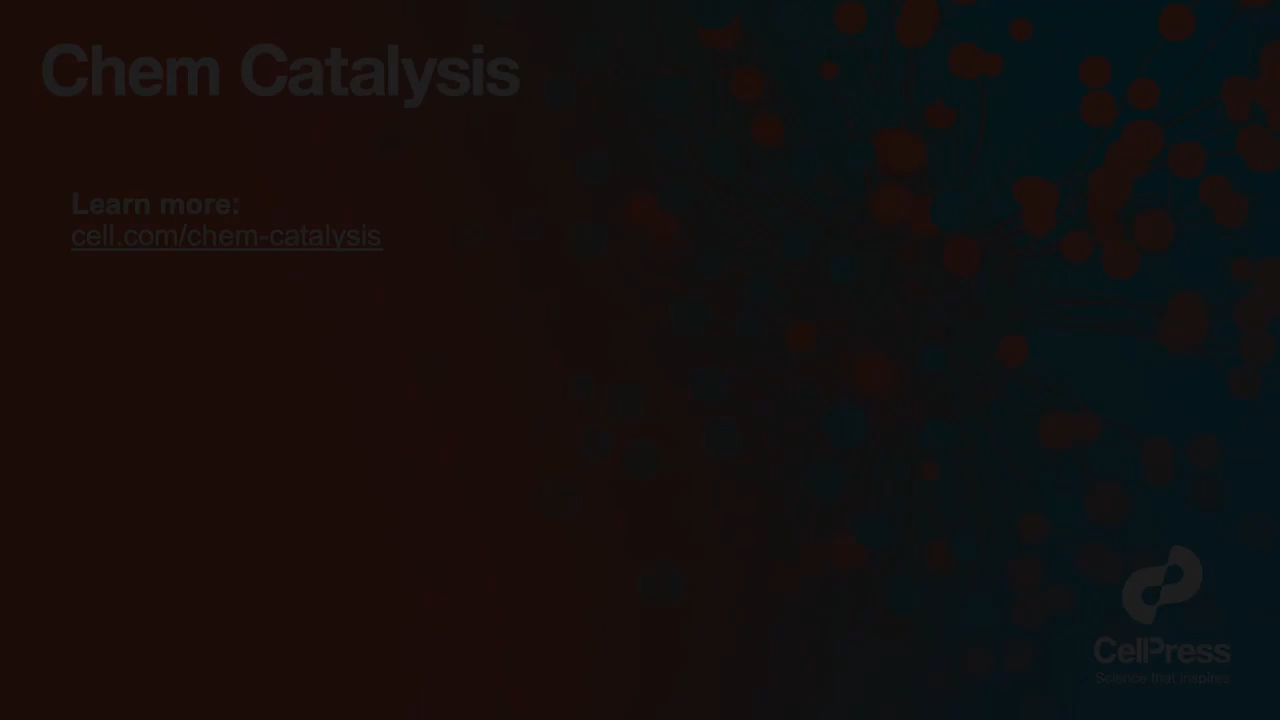 Chem Catalysis
Learn more:
cell.com/chem-catalysis
CellPress
Science that inspires